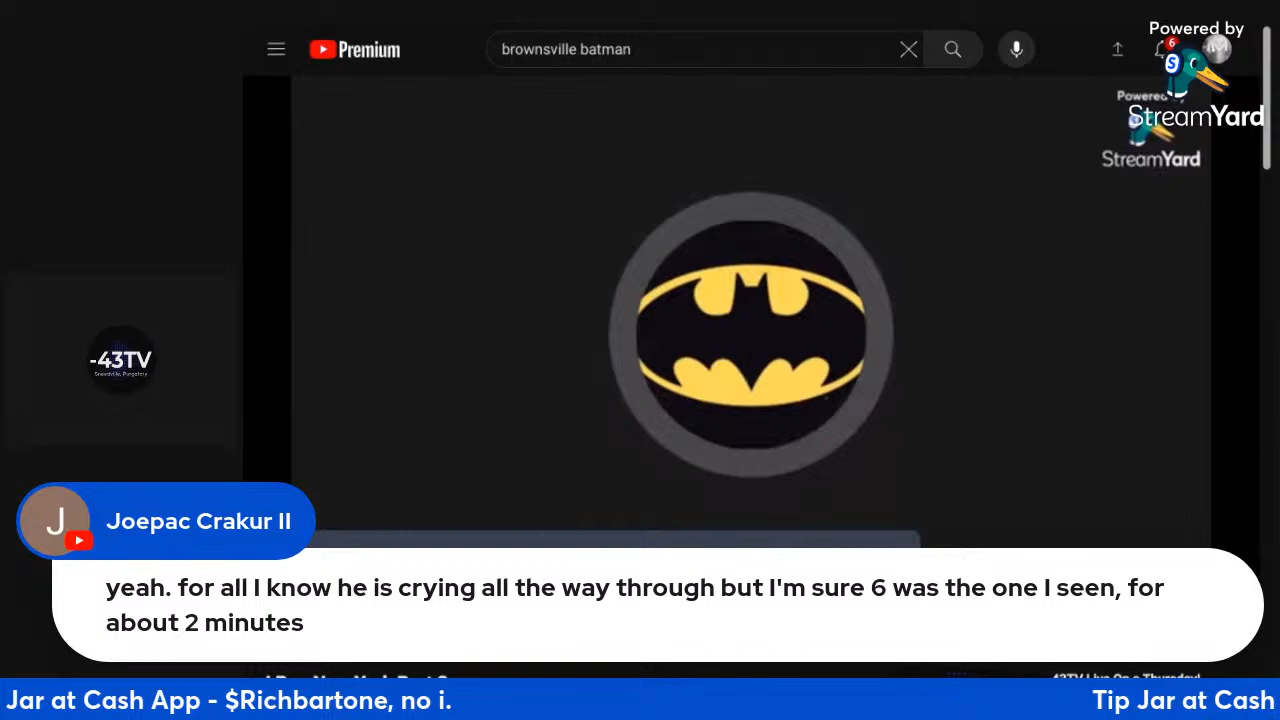 Powered by
Premium
brownsville batman
6
S
StreamYard
Powered
StreamYard
-43TV
J
Joepac Crakur II
yeah. for all I know he is crying all the way through but I'm sure 6 was the one I seen, for
about 2 minutes
Jar at Cash App - $Richbartone, no i.
Tip Jar at Cash